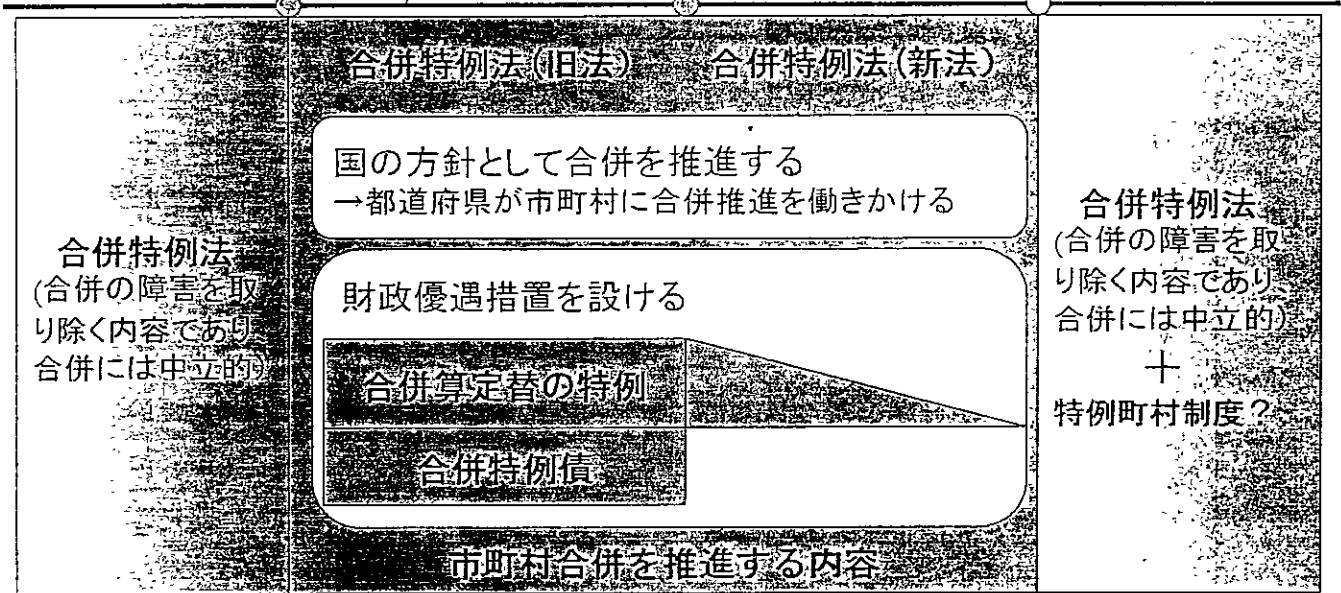 合併特例法
(合併の障害を取
り除く内容であり
合併には中立的)
合併特例法(旧法)
合併特例法(新法)
国の方針として合併を推進する
→都道府県が市町村に合併推進を働きかける
財政優遇措置を設ける
合併算定替の特例
合併特例債
市町村合併を推進する内容
合併特例法
(合併の障害を取
り除く内容であり、
合併には中立的)
＋
特例町村制度？